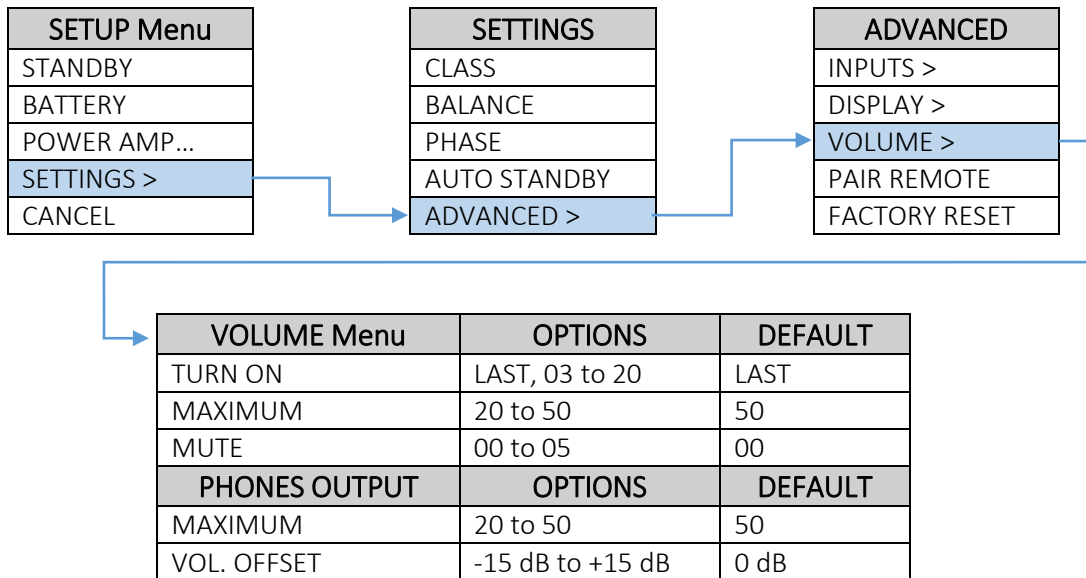 SETUP Menu
STANDBY
BATTERY
POWER AMP...
SETTINGS >
CANCEL
SETTINGS
CLASS
BALANCE
PHASE
AUTO STANDBY
ADVANCED >
ADVANCED
INPUTS >
DISPLAY >
VOLUME >
PAIR REMOTE
FACTORY RESET
VOLUME Menu OPTIONS DEFAULT
TURN ON LAST, 03 to 20 LAST
MAXIMUM 20 to 50 50
MUTE 00 to 05 00
PHONES OUTPUT OPTIONS DEFAULT
MAXIMUM 20 to 50 50
VOL. OFFSET -15 dB to +15 dB 0 dB